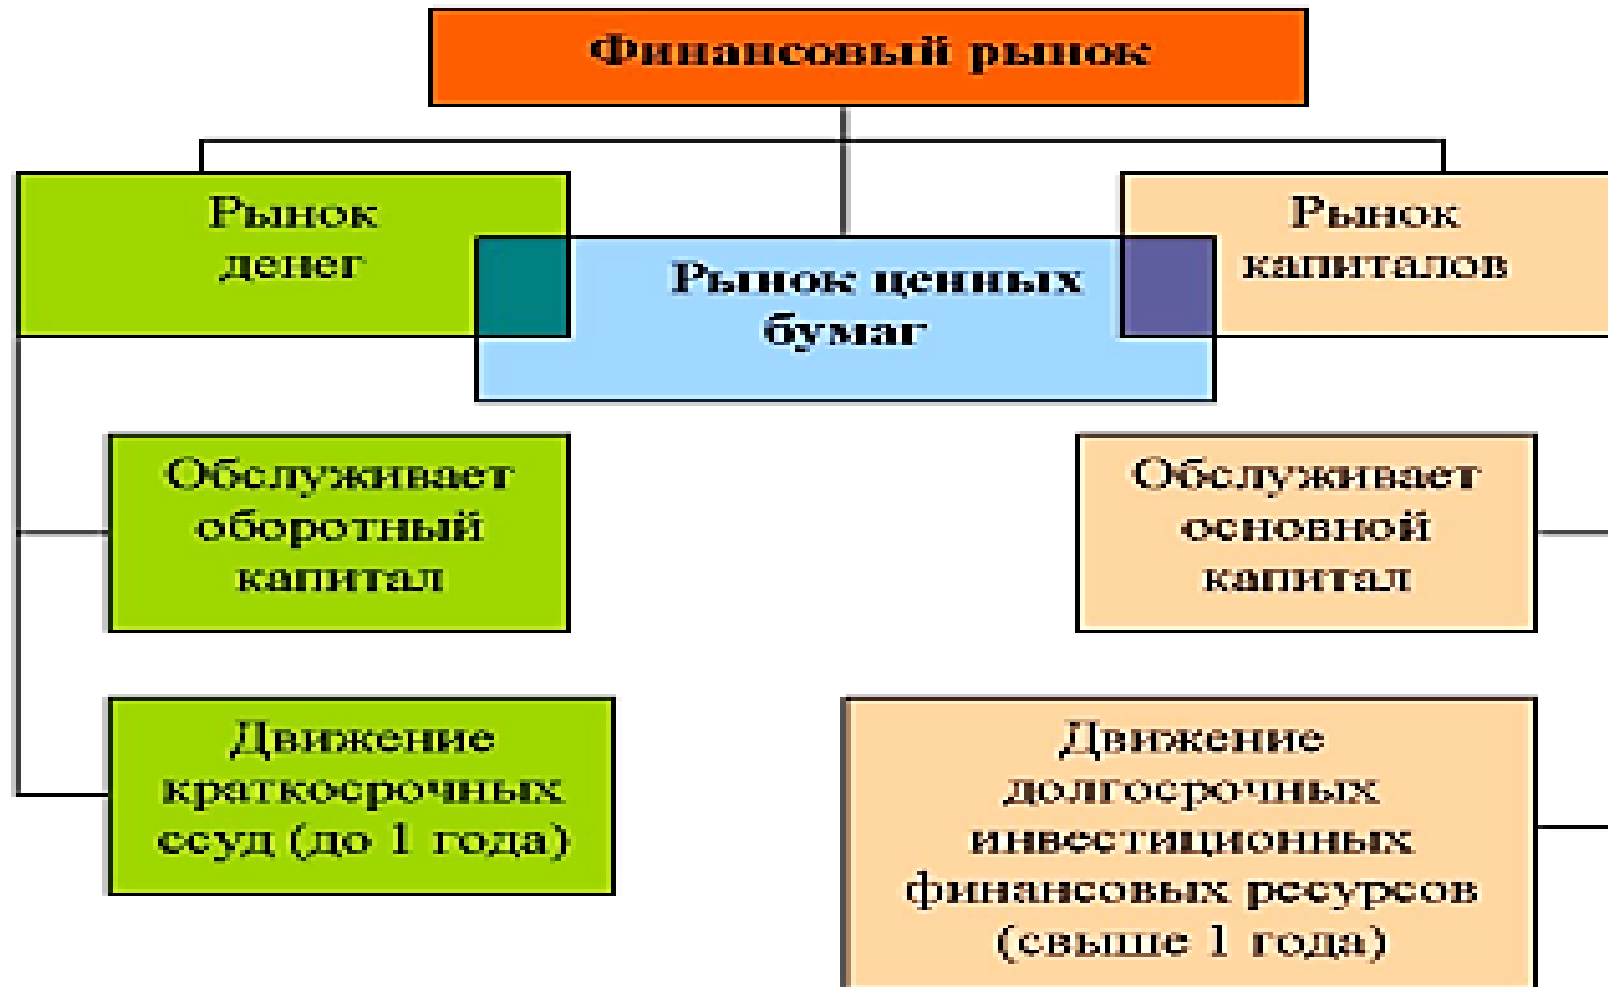 Финансовый рынок
Рынок
денег
Рынок ценных
бумаг
Рынок
капиталов
Обслуживает
оборотный
капитал
Обслуживает
основной
капитал
Движение
краткосрочных
ссуд (до 1 года)
Движение
долгосрочных
инвестиционных
финансовых ресурсов
(свыше 1 года)